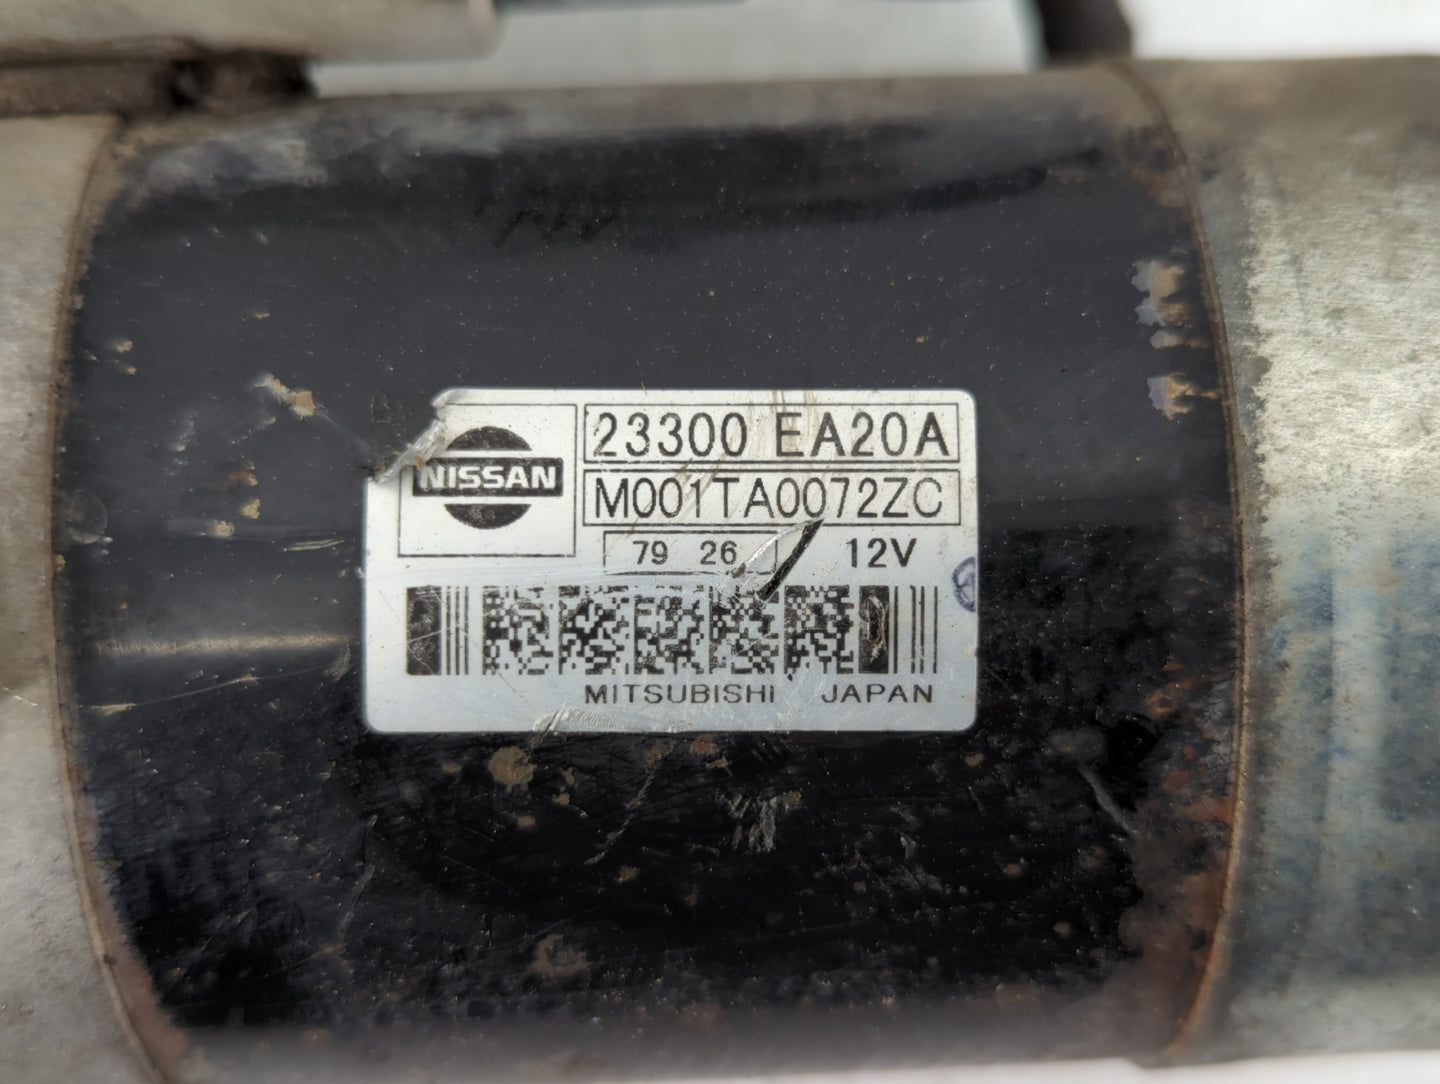 NISSAN
23300 EA20A
M001TA0072ZC
79 26
12V
MITSUBISHI JAPAN